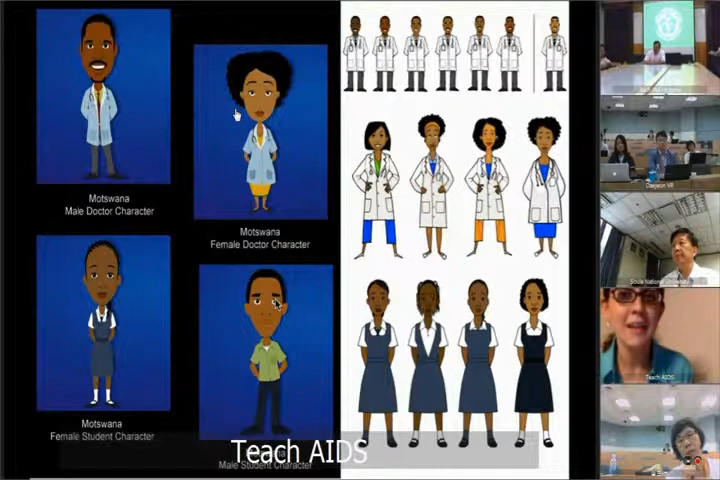 Motswana
Male Doctor Character
Motswana
Female Doctor Character
Motswana
Female Student Character
Male Student Character
Teach AIDS
Daejeon VR
Teach AIDS